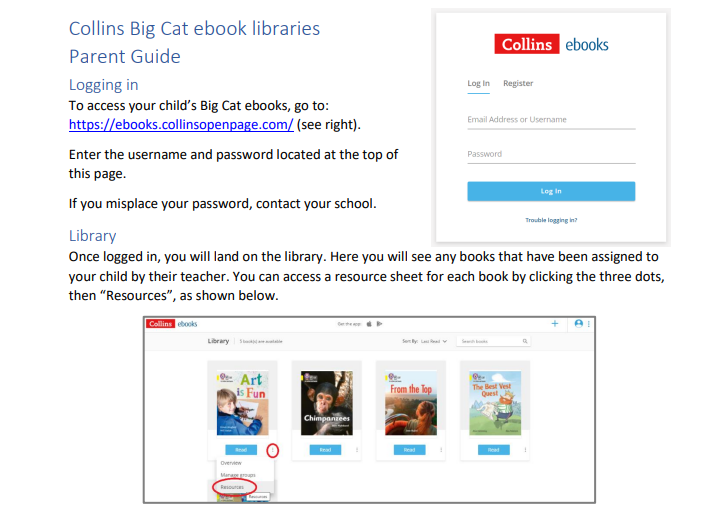 Collins Big Cat ebook libraries
Parent Guide
Logging in
To access your child's Big Cat ebooks, go to:
https://ebooks.collinsopenpage.com/ (see right).
Enter the username and password located at the top of
this page.
If you misplace your password, contact your school.
Collins ebooks
Log In Register
Email Address or Username
Password
Log In
Trouble logging in?
Library
Once logged in, you will land on the library. Here you will see any books that have been assigned to
your child by their teacher. You can access a resource sheet for each book by clicking the three dots,
then "Resources", as shown below.
Collins ebooks
Get the app:
Library 5 book(s) are available
Sort By: Last Read
Search books
Art
is Fun
Chimpanzees
From the Top
The Best Vest
Quest
Read Read Read Read
Overview
Manage groups
Resources
Resources